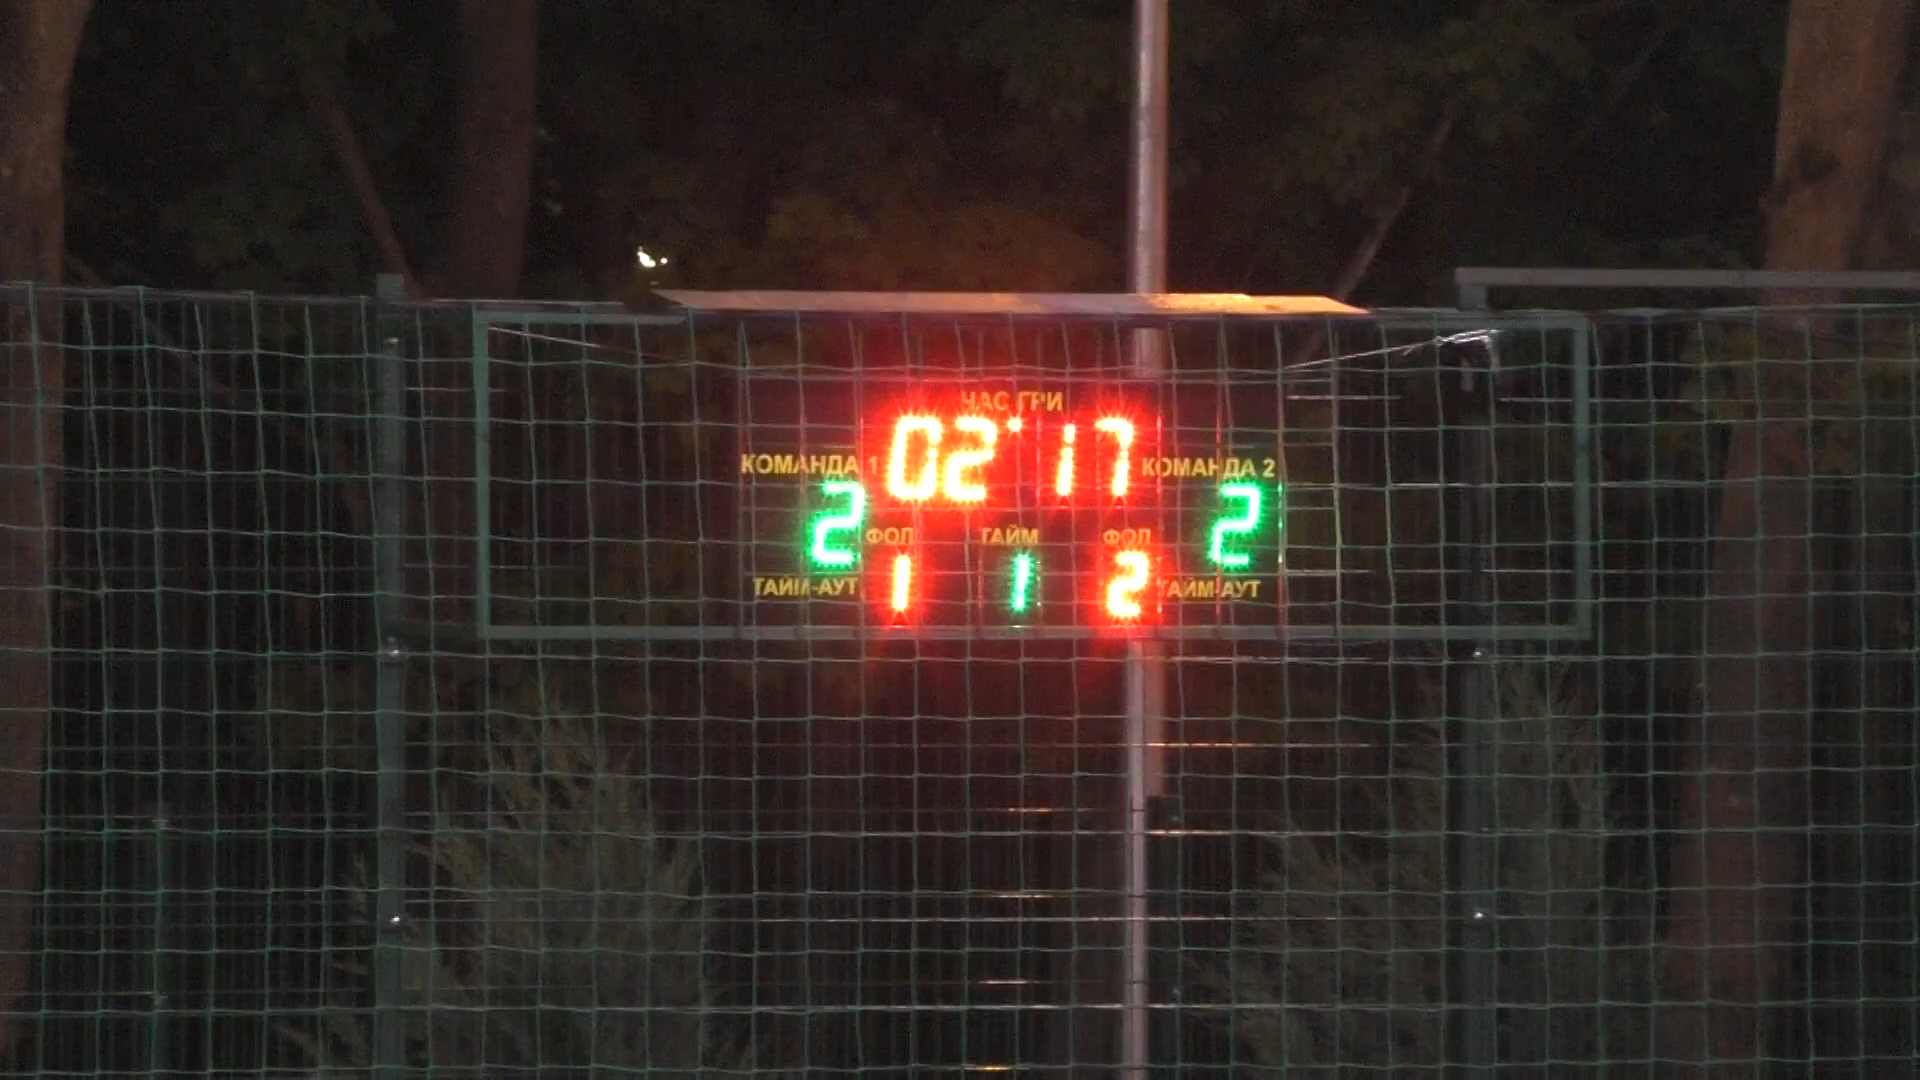 ЧАС ГРИ
02:17
КОМАНДА 1
КОМАНДА 2
2
2
ФОЛ
ТАЙМ
ФОЛ
1
1
2
ТАЙМ-АУТ
ТАЙМ-АУТ